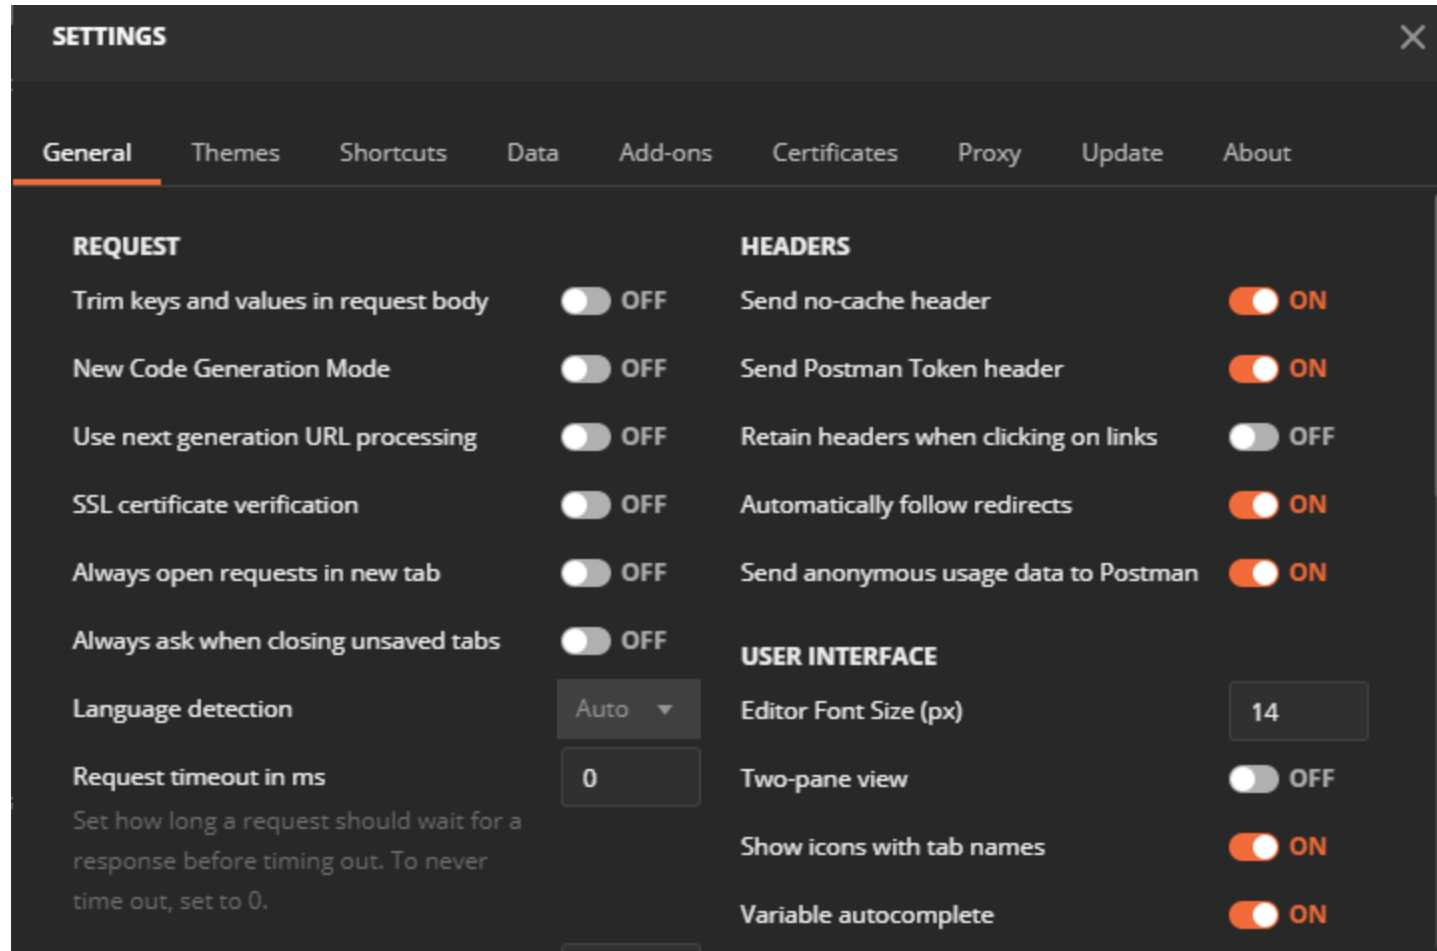 SETTINGS
General Themes Shortcuts Data Add-ons Certificates Proxy Update About
REQUEST
Trim keys and values in request body OFF
New Code Generation Mode OFF
Use next generation URL processing OFF
SSL certificate verification OFF
Always open requests in new tab OFF
Always ask when closing unsaved tabs OFF
Language detection Auto
Request timeout in ms 0
Set how long a request should wait for a
response before timing out. To never
time out, set to 0.
HEADERS
Send no-cache header ON
Send Postman Token header ON
Retain headers when clicking on links OFF
Automatically follow redirects ON
Send anonymous usage data to Postman ON
USER INTERFACE
Editor Font Size (px) 14
Two-pane view OFF
Show icons with tab names ON
Variable autocomplete ON